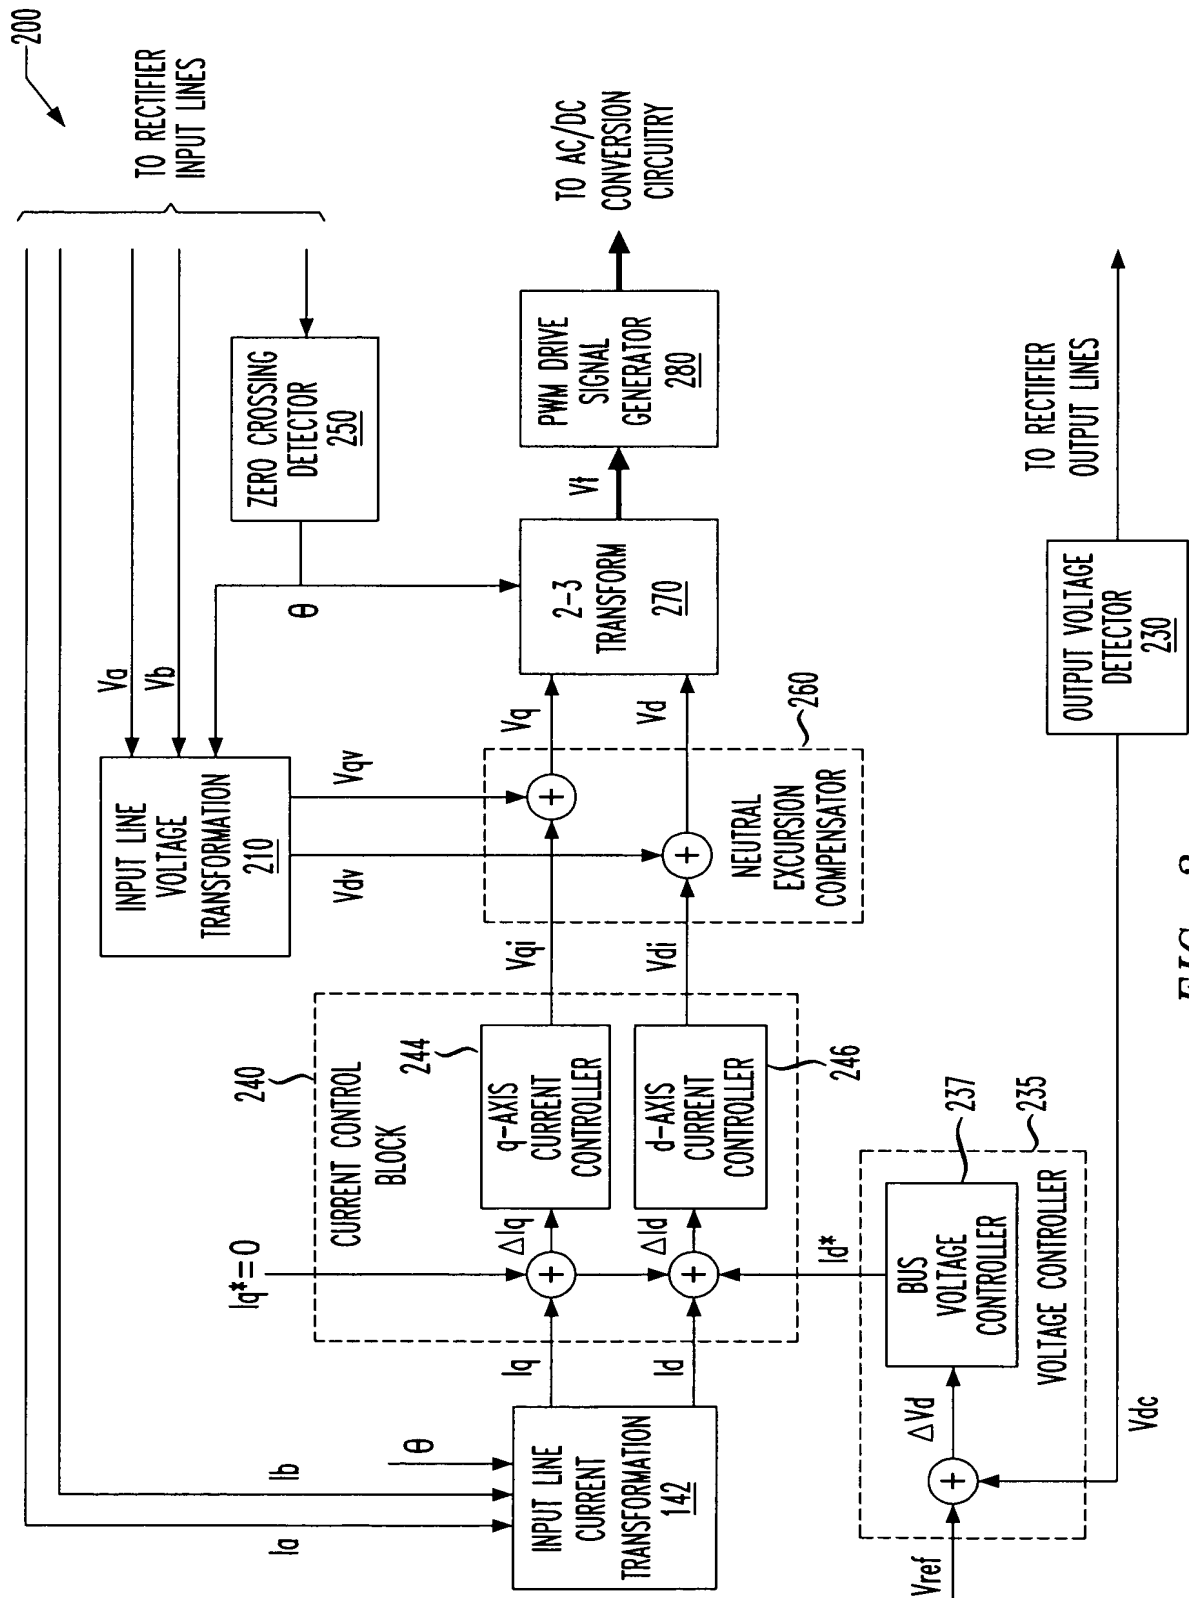 200
TO RECTIFIER
INPUT LINES
Va
Vb
INPUT LINE
VOLTAGE
TRANSFORMATION
210
ZERO CROSSING
DETECTOR
250
θ
Ia
Ib
θ
INPUT LINE
CURRENT
TRANSFORMATION
142
Iq
Id
Iq*=0
240
CURRENT CONTROL
BLOCK
ΔIq
ΔId
244
q-AXIS
CURRENT
CONTROLLER
d-AXIS
CURRENT
CONTROLLER
246
Vqi
Vdi
Vqv
Vdv
NEUTRAL
EXCURSION
COMPENSATOR
260
Vq
Vd
2-3
TRANSFORM
270
Vt
PWM DRIVE
SIGNAL
GENERATOR
280
TO AC/DC
CONVERSION
CIRCUITRY
Id*
Vref
ΔVd
BUS
VOLTAGE
CONTROLLER
237
VOLTAGE CONTROLLER
235
Vdc
OUTPUT VOLTAGE
DETECTOR
230
TO RECTIFIER
OUTPUT LINES